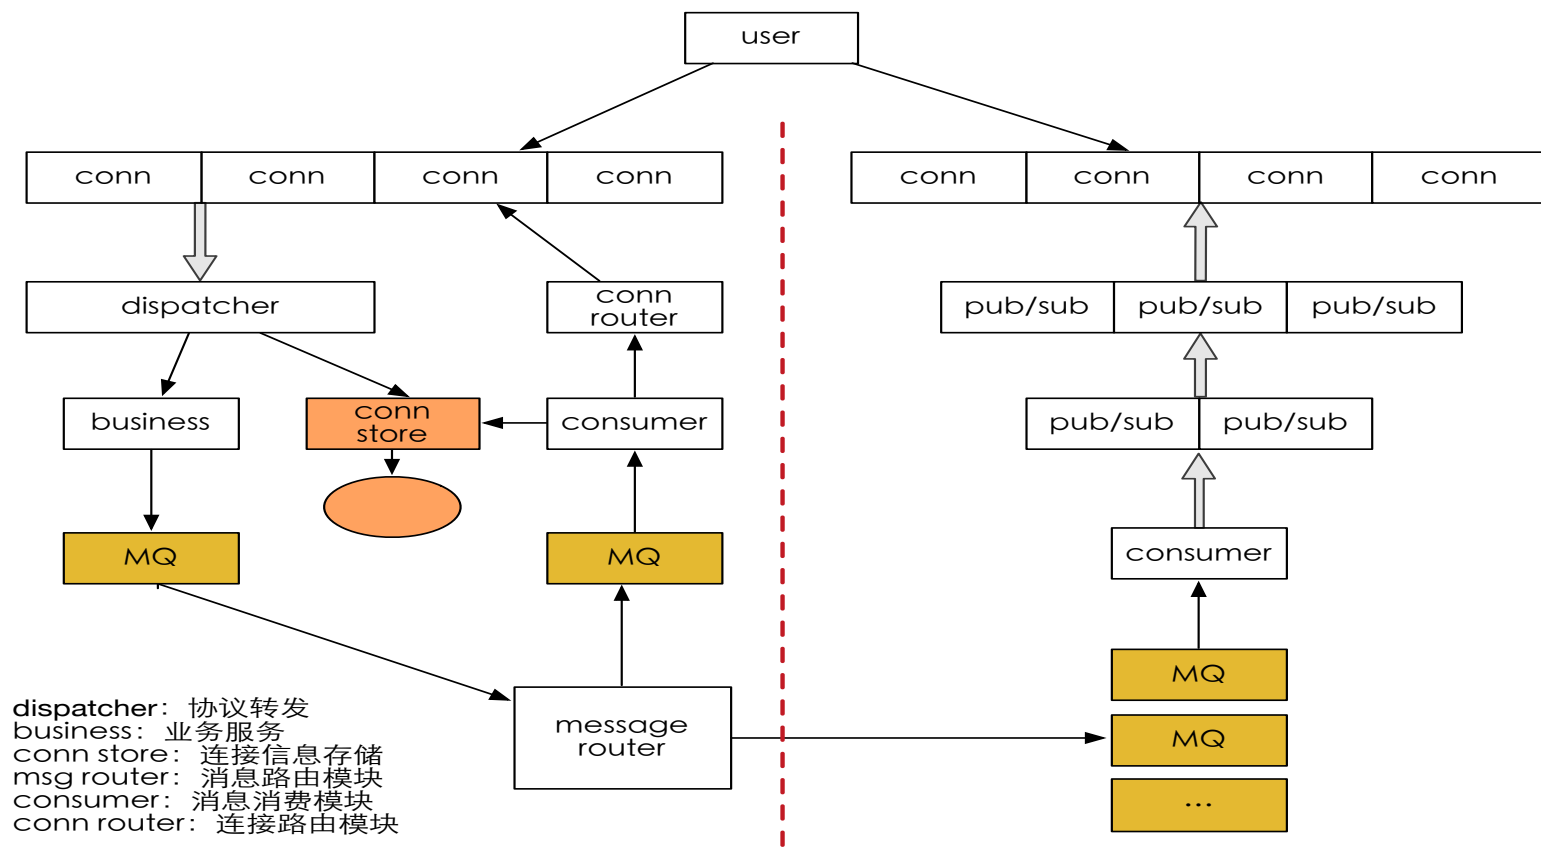 user
conn
conn
conn
conn
conn
conn
conn
conn
dispatcher
conn
router
pub/sub
pub/sub
pub/sub
business
conn
store
consumer
pub/sub
pub/sub
MQ
MQ
consumer
MQ
message
router
MQ
...
dispatcher：协议转发
business：业务服务
conn store：连接信息存储
msg router：消息路由模块
consumer：消息消费模块
conn router：连接路由模块